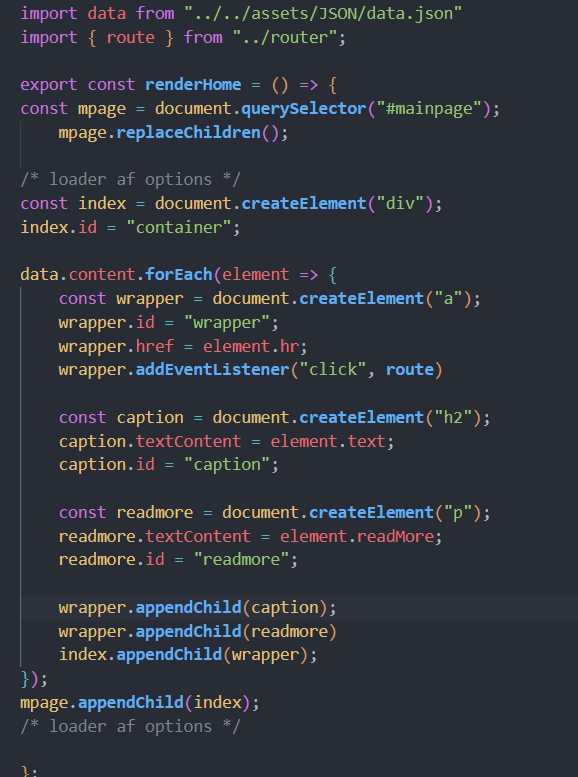 import data from "../../assets/JSON/data.json"
import { route } from "../router";
export const renderHome = () => {
const mpage = document.querySelector("#mainpage");
mpage.replaceChildren();
/* loader af options */
const index = document.createElement("div");
index.id = "container";
data.content.forEach(element => {
const wrapper = document.createElement("a");
wrapper.id = "wrapper";
wrapper.href = element.hr;
wrapper.addEventListener("click", route)
const caption = document.createElement("h2");
caption.textContent = element.text;
caption.id = "caption";
const readmore = document.createElement("p");
readmore.textContent = element.readMore;
readmore.id = "readmore";
wrapper.appendChild(caption);
wrapper.appendChild(readmore)
index.appendChild(wrapper);
});
mpage.appendChild(index);
/* loader af options */
};